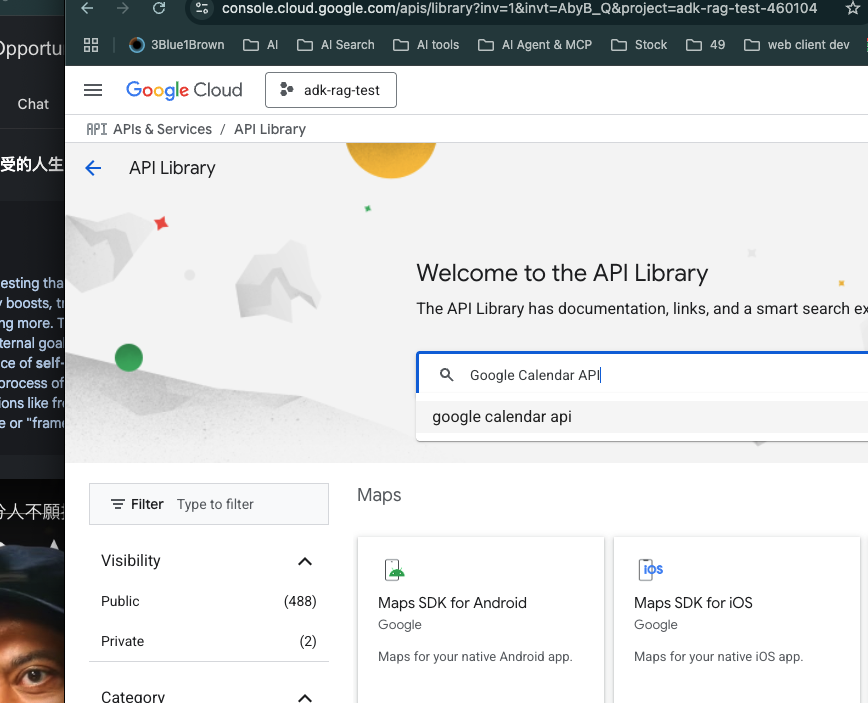 console.cloud.google.com/apis/library?inv=1&invt=AbyB_Q&project=adk-rag-test-460104
3Blue1Brown
AI
AI Search
AI tools
AI Agent & MCP
Stock
49
web client dev
Google Cloud
adk-rag-test
API APIs & Services / API Library
API Library
Welcome to the API Library
The API Library has documentation, links, and a smart search ex
Google Calendar API
google calendar api
Filter Type to filter
Visibility
Public (488)
Private (2)
Category
Maps
Maps SDK for Android
Google
Maps for your native Android app.
iOS
Maps SDK for iOS
Google
Maps for your native iOS app.
Opportu
Chat
受的人生
esting tha
boosts,
ng more. T
ternal goal
ce of self-
process of
ions like fr
e or "frame
人不願